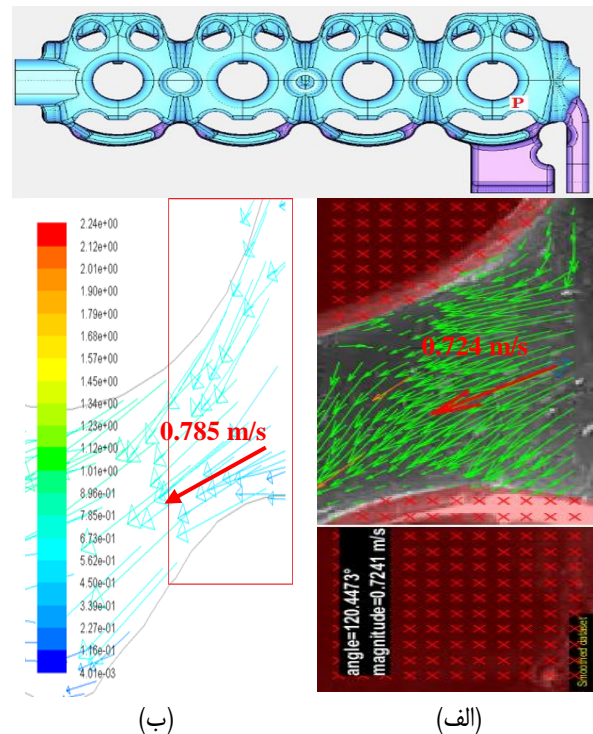 P
2.24e+00
2.12e+00
2.01e+00
1.90e+00
1.79e+00
1.68e+00
1.57e+00
1.45e+00
1.34e+00
1.23e+00
1.12e+00
1.01e+00
8.96e-01
7.85e-01
6.73e-01
5.62e-01
4.50e-01
3.39e-01
2.27e-01
1.16e-01
4.01e-03
0.785 m/s
0.724 m/s
angle=120.4473°
magnitude=0.7241 m/s
Smoothed dataset
(الف)
(ب)